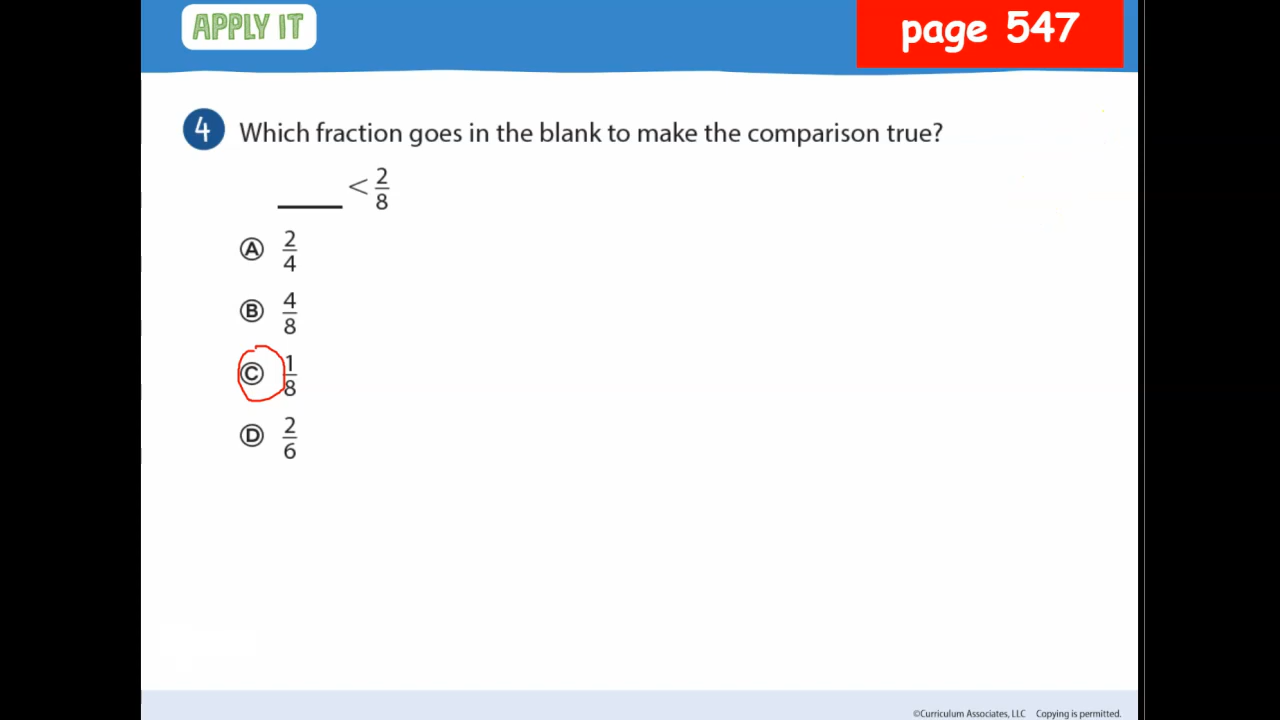 APPLY IT
page 547
4 Which fraction goes in the blank to make the comparison true?
____ < 2/8
A 2/4
B 4/8
C 1/8
D 2/6
©Curriculum Associates, LLC Copying is permitted.